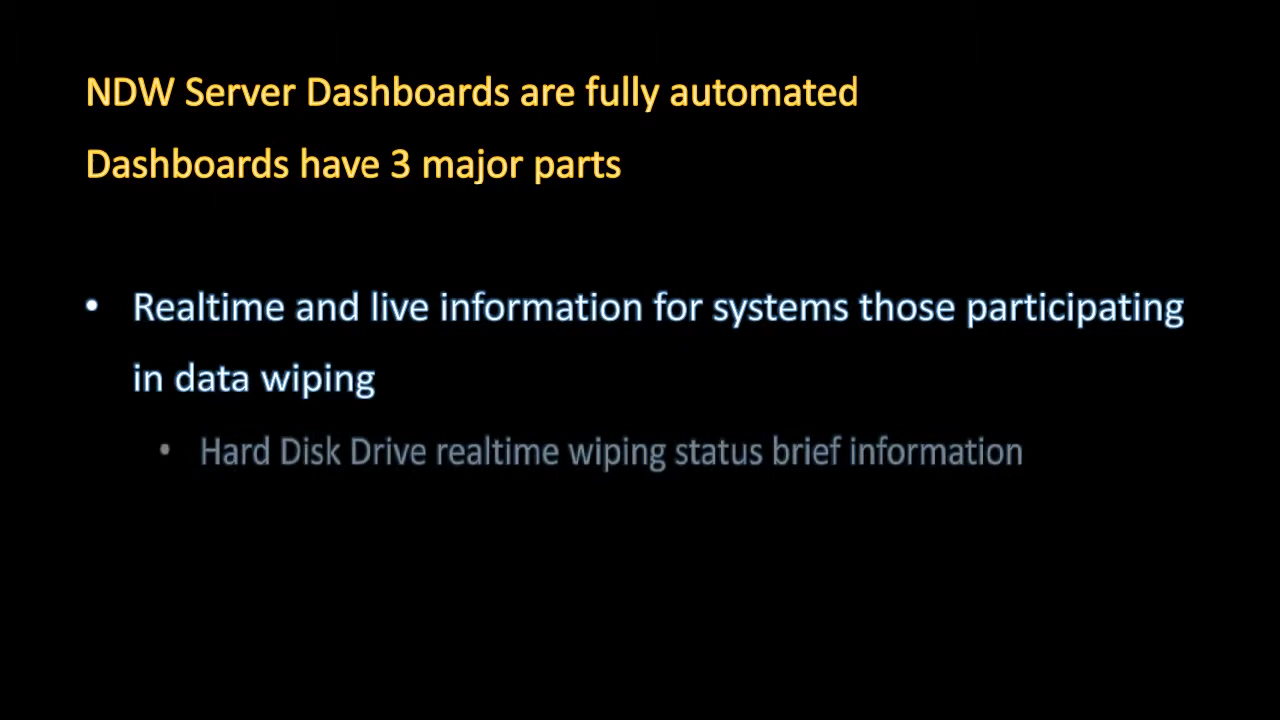 NDW Server Dashboards are fully automated
Dashboards have 3 major parts
• Realtime and live information for systems those participating
in data wiping
• Hard Disk Drive realtime wiping status brief information